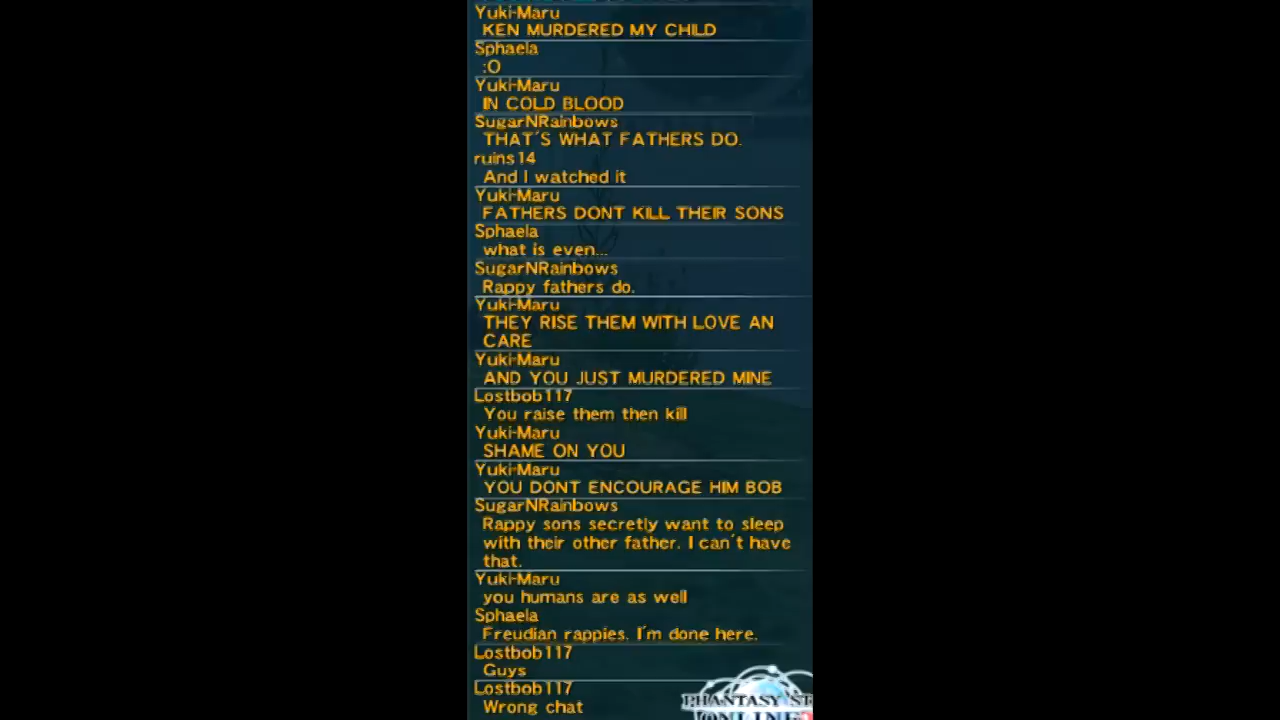 Yuki-Maru
KEN MURDERED MY CHILD
Sphaela
:O
Yuki-Maru
IN COLD BLOOD
SugarNRainbows
THAT'S WHAT FATHERS DO.
ruins14
And I watched it
Yuki-Maru
FATHERS DONT KILL THEIR SONS
Sphaela
what is even...
SugarNRainbows
Rappy fathers do.
Yuki-Maru
THEY RISE THEM WITH LOVE AN
CARE
Yuki-Maru
AND YOU JUST MURDERED MINE
Lostbob117
You raise them then kill
Yuki-Maru
SHAME ON YOU
Yuki-Maru
YOU DONT ENCOURAGE HIM BOB
SugarNRainbows
Rappy sons secretly want to sleep
with their other father. I can't have
that.
Yuki-Maru
you humans are as well
Sphaela
Freudian rappies. I'm done here.
Lostbob117
Guys
Lostbob117
Wrong chat
PHANTASY ST
ONLINE